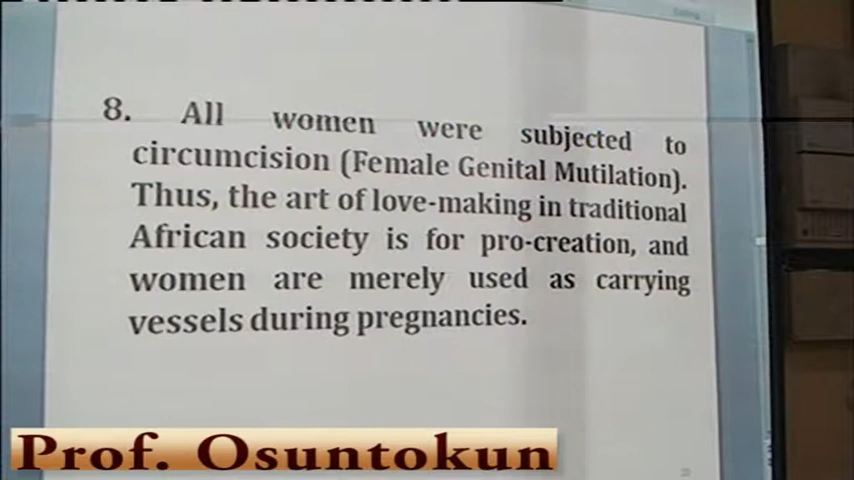 8. All women were subjected to
circumcision (Female Genital Mutilation).
Thus, the art of love-making in traditional
African society is for pro-creation, and
women are merely used as carrying
vessels during pregnancies.
Prof. Osuntokun